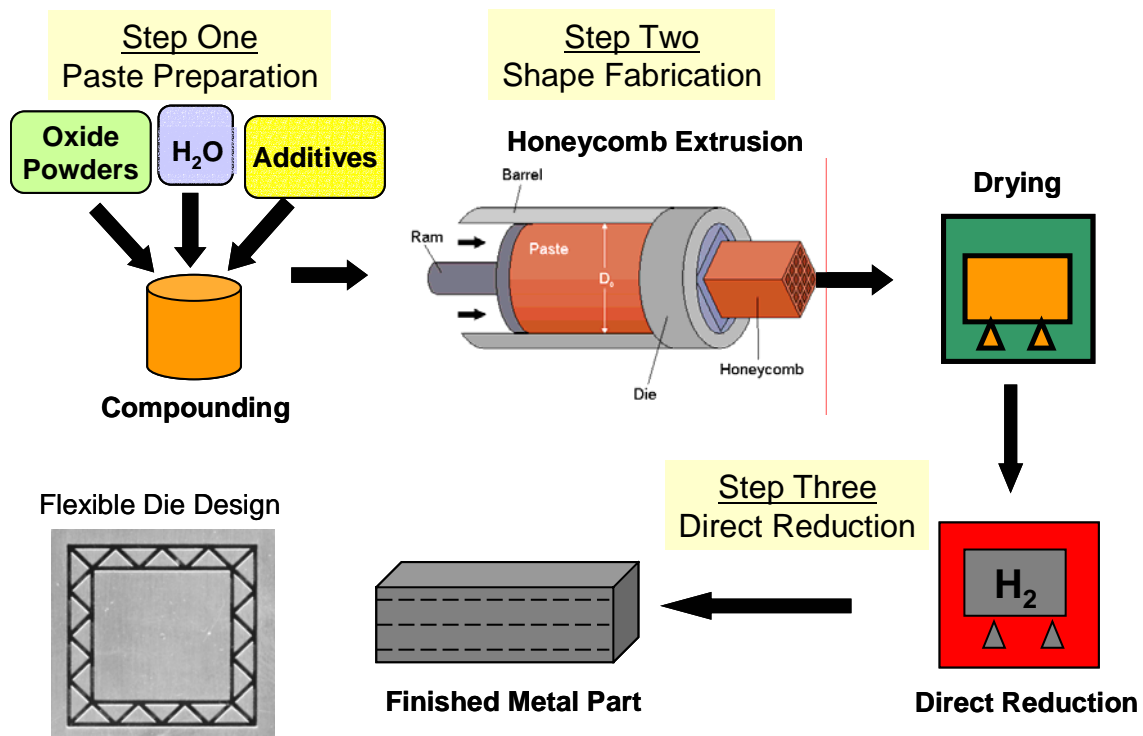 Step One
Paste Preparation
Step Two
Shape Fabrication
Oxide
Powders
H₂O
Additives
Honeycomb Extrusion
Barrel
Ram
Paste
D₀
Die
Honeycomb
Drying
Compounding
Flexible Die Design
Step Three
Direct Reduction
H₂
Finished Metal Part
Direct Reduction